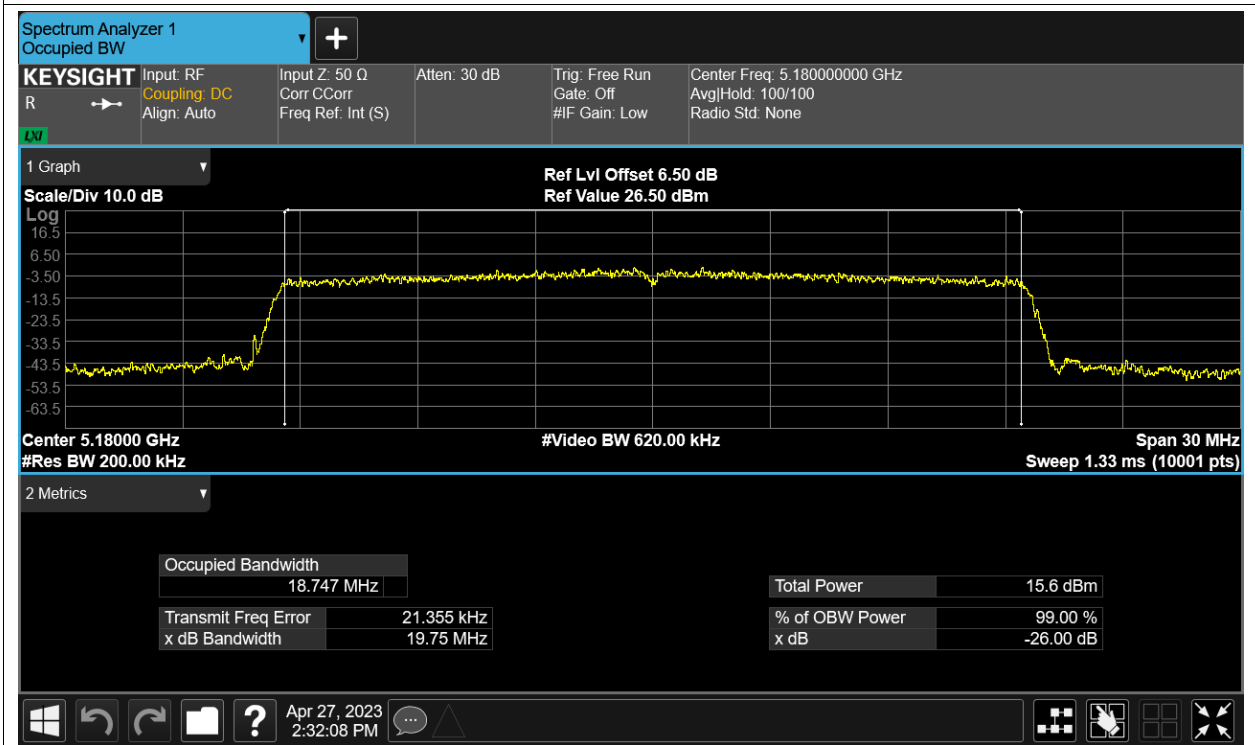 Spectrum Analyzer 1
Occupied BW
▼
+
KEYSIGHT
R
LXI
Input: RF
Coupling: DC
Align: Auto
Input Z: 50 Ω
Corr CCorr
Freq Ref: Int (S)
Atten: 30 dB
Trig: Free Run
Gate: Off
#IF Gain: Low
Center Freq: 5.180000000 GHz
Avg|Hold: 100/100
Radio Std: None
1 Graph ▼
Scale/Div 10.0 dB
Ref Lvl Offset 6.50 dB
Ref Value 26.50 dBm
Log
16.5
6.50
-3.50
-13.5
-23.5
-33.5
-43.5
-53.5
-63.5
Center 5.18000 GHz
#Res BW 200.00 kHz
#Video BW 620.00 kHz
Span 30 MHz
Sweep 1.33 ms (10001 pts)
2 Metrics ▼
Occupied Bandwidth
18.747 MHz
Transmit Freq Error 21.355 kHz
x dB Bandwidth 19.75 MHz
Total Power 15.6 dBm
% of OBW Power 99.00 %
x dB -26.00 dB
?
Apr 27, 2023
2:32:08 PM